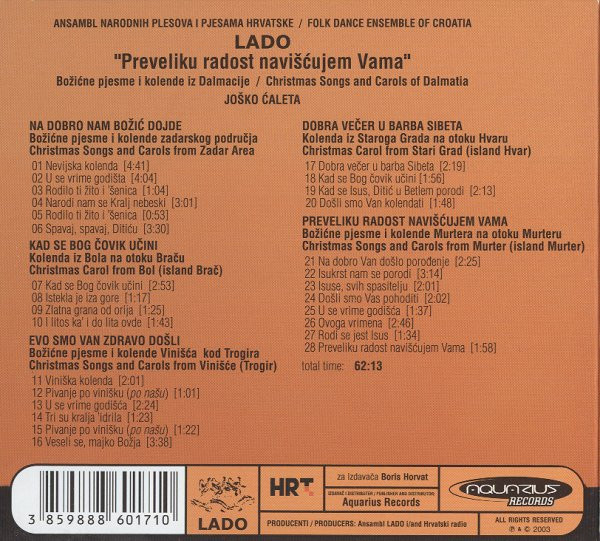 ANSAMBL NARODNIH PLESOVA I PJESAMA HRVATSKE / FOLK DANCE ENSEMBLE OF CROATIA
LADO
"Preveliku radost navišćujem Vama"
Božićne pjesme i kolende iz Dalmacije / Christmas Songs and Carols of Dalmatia
JOŠKO ĆALETA
NA DOBRO NAM BOŽIĆ DOJDE
Božićne pjesme i kolende zadarskog područja
Christmas Songs and Carols from Zadar Area
01 Nevijska kolenda [4:41]
02 U se vrime godišta [4:04]
03 Rodilo ti žito i 'šenica [1:04]
04 Narodi nam se Kralj nebeski [3:01]
05 Rodilo ti žito i 'šenica [0:53]
06 Spavaj, spavaj, Ditiću [3:30]
KAD SE BOG ČOVIK UČINI
Kolenda iz Bola na otoku Braču
Christmas Carol from Bol (island Brač)
07 Kad se Bog čovik učini [2:53]
08 Istekla je iza gore [1:17]
09 Zlatna grana od orija [1:25]
10 I litos ka' i do lita ovde [1:43]
EVO SMO VAN ZDRAVO DOŠLI
Božićne pjesme i kolende Vinišća kod Trogira
Christmas Songs and Carols from Vinišće (Trogir)
11 Viniška kolenda [2:01]
12 Pivanje po vinišku (po našu) [1:01]
13 U se vrime godišća [2:24]
14 Tri su kralja 'idrila [1:23]
15 Pivanje po vinišku (po našu) [1:22]
16 Veseli se, majko Božja [3:38]
DOBRA VEČER U BARBA SIBETA
Kolenda iz Staroga Grada na otoku Hvaru
Christmas Carol from Stari Grad (island Hvar)
17 Dobra večer u barba Sibeta [2:19]
18 Kad se Bog čovik učini [1:56]
19 Kad se Isus, Ditić u Betlem porodi [2:13]
20 Došli smo Van kolendati [1:48]
PREVELIKU RADOST NAVIŠĆUJEM VAMA
Božićne pjesme i kolende Murtera na otoku Murteru
Christmas Songs and Carols from Murter (island Murter)
21 Na dobro Van došlo porođenje [2:25]
22 Isukrst nam se porodi [3:14]
23 Isuse, svih spasitelju [2:01]
24 Došli smo Vas pohoditi [2:02]
25 U se vrime godišća [1:37]
26 Ovoga vrimena [2:46]
27 Rodi se jest Isus [1:34]
28 Preveliku radost navišćujem Vama [1:58]
total time: 62:13
3 859888 601710
LADO
HRT
za izdavača Boris Horvat
IZDAVAČ I DISTRIBUTER / PUBLISHER AND DISTRIBUTOR:
Aquarius Records
PRODUCENTI / PRODUCERS: Ansambl LADO i/and Hrvatski radio
AQUARIUS
RECORDS
ALL RIGHTS RESERVED
℗ & © 2003